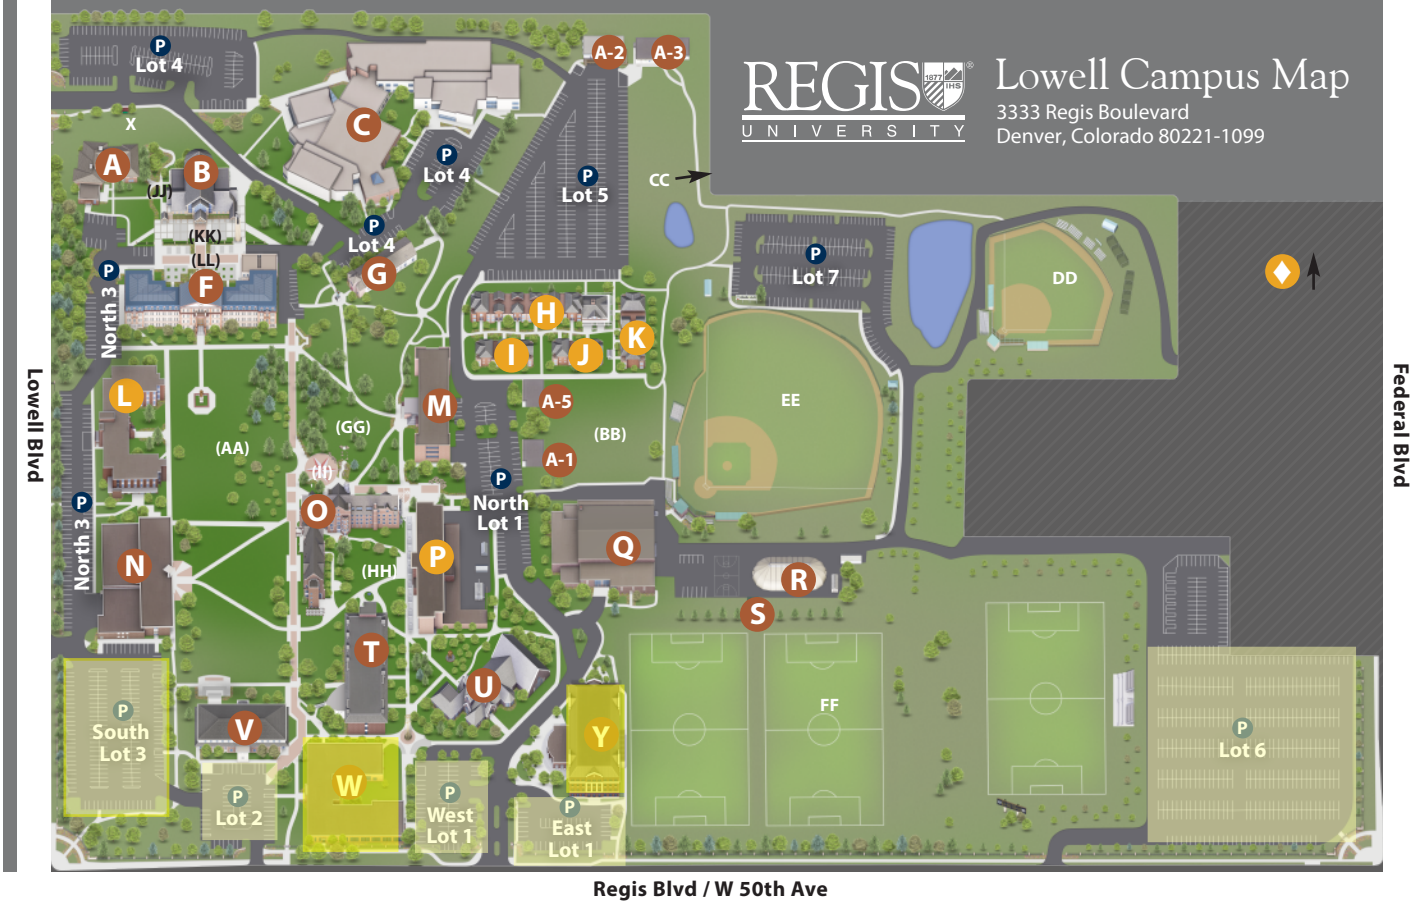 REGIS®
1877
IHS
UNIVERSITY
Lowell Campus Map
3333 Regis Boulevard
Denver, Colorado 80221-1099
P
Lot 4
A-2
A-3
X
C
A
B
P
Lot 4
P
Lot 5
CC
(JJ)
(KK)
P
Lot 4
(LL)
G
P
North 3
F
P
Lot 7
DD
H
K
I
J
L
M
A-5
EE
(GG)
(AA)
(BB)
A-1
(II)
P
North
Lot 1
P
North 3
O
Q
N
(HH)
P
R
S
T
U
FF
V
Y
P
South
Lot 3
P
Lot 6
W
P
Lot 2
P
West
Lot 1
P
East
Lot 1
Lowell Blvd
Federal Blvd
Regis Blvd / W 50th Ave